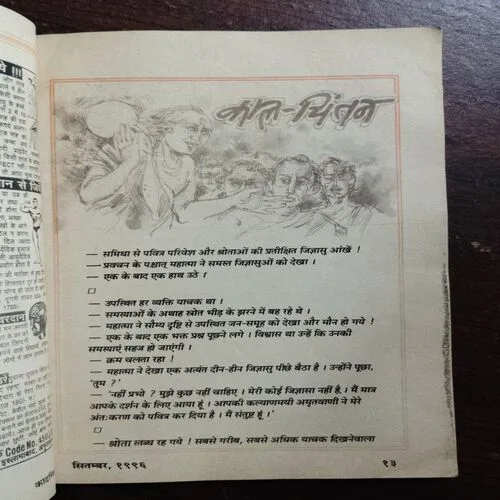 काल-चिंतन
— समिधा से पवित्र परिवेश और श्रोताओं की प्रतीक्षित जिज्ञासु आंखें !
— प्रवचन के पश्चात् महात्मा ने समस्त जिज्ञासुओं को देखा ।
— एक के बाद एक हाथ उठे ।
— उपस्थित हर व्यक्ति याचक था ।
— समस्याओं के अथाह स्रोत भीड़ के झरने में बह रहे थे ।
— महात्मा ने सौम्य दृष्टि से उपस्थित जन-समूह को देखा और मौन हो गये !
— एक के बाद एक भक्त प्रश्न पूछने लगे । विश्वास था उन्हें कि उनकी
समस्याएं सहज हो जाएंगी ।
— क्रम चलता रहा !
— महात्मा ने देखा एक अत्यंत दीन-हीन जिज्ञासु पीछे बैठा है । उन्होंने पूछा,
'तुम ?'
— 'नहीं प्रभो ? मुझे कुछ नहीं चाहिए । मेरी कोई जिज्ञासा नहीं है । मैं मात्र
आपके दर्शन के लिए आया हूं । आपकी कल्याणमयी अमृतवाणी ने मेरे
अंतःकरण को पवित्र कर दिया है । मैं संतुष्ट हूं ।'
— श्रोता स्तब्ध रह गये ! सबसे गरीब, सबसे अधिक याचक दिखनेवाला
सितम्बर, १९९६
१३